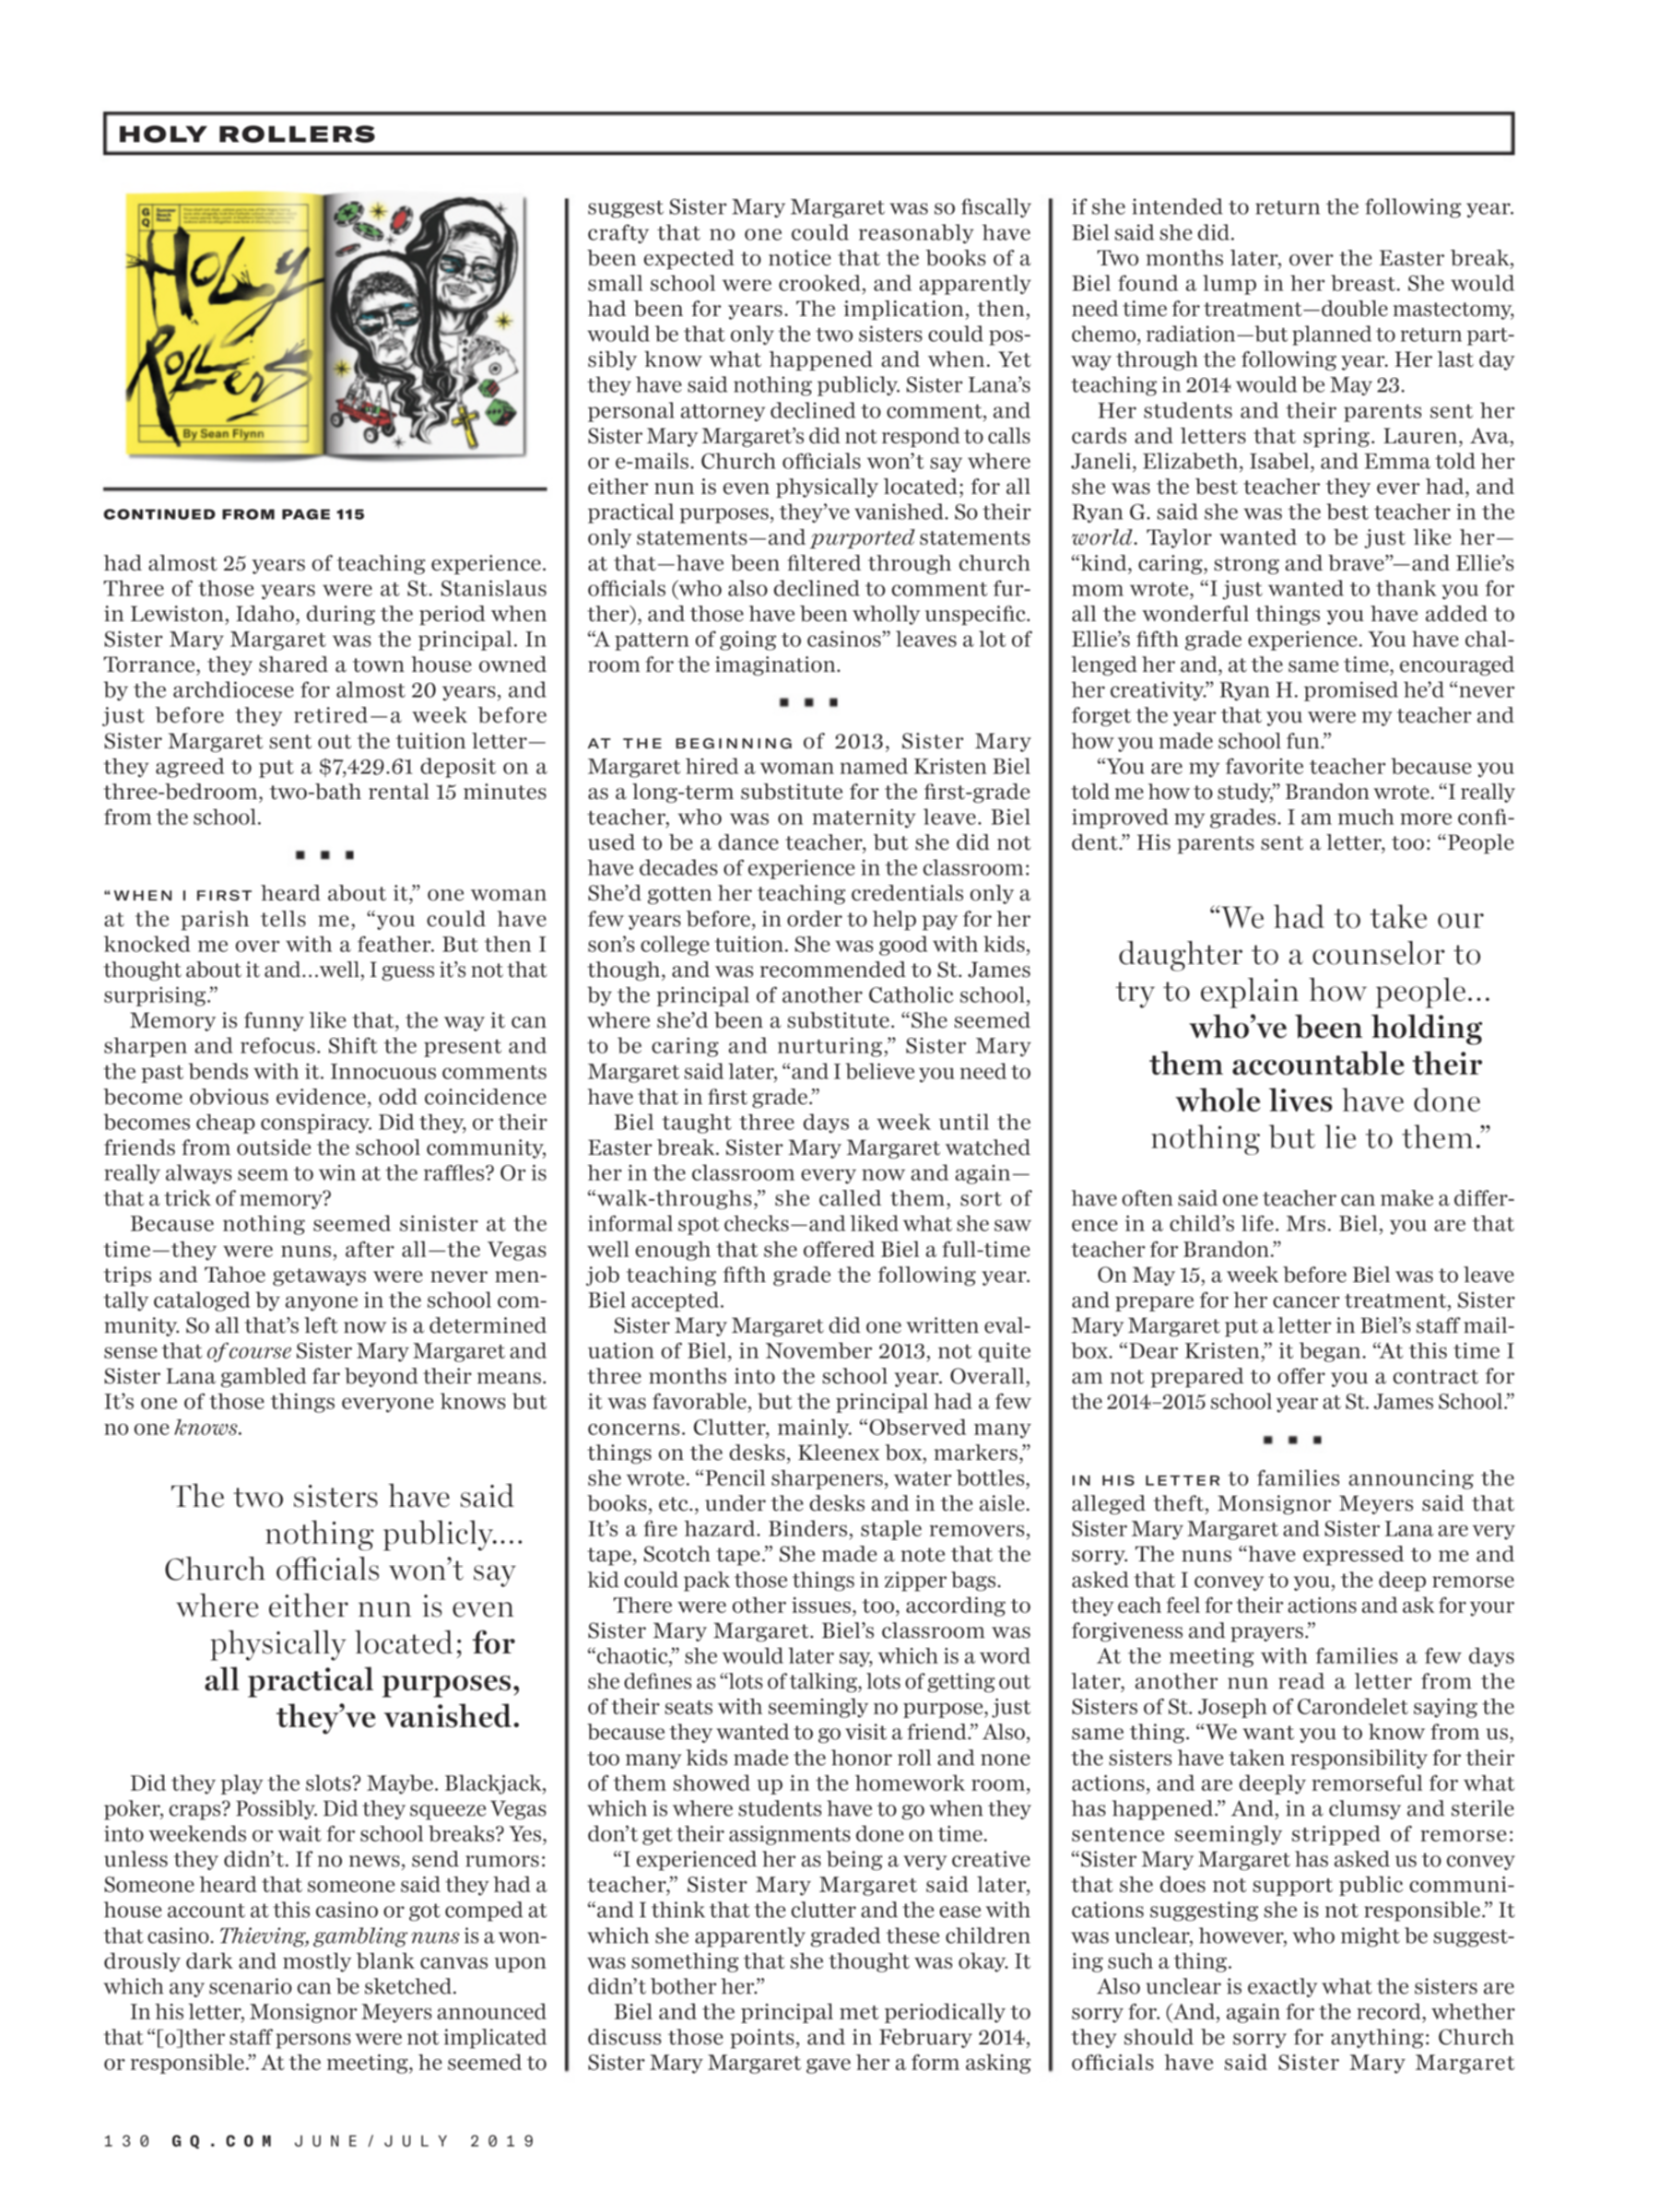 HOLY ROLLERS
G
Q
Holy
Rollers
By Sean Flynn
CONTINUED FROM PAGE 115
had almost 25 years of teaching experience.
Three of those years were at St. Stanislaus
in Lewiston, Idaho, during the period when
Sister Mary Margaret was the principal. In
Torrance, they shared a town house owned
by the archdiocese for almost 20 years, and
just before they retired—a week before
Sister Margaret sent out the tuition letter—
they agreed to put a $7,429.61 deposit on a
three-bedroom, two-bath rental 15 minutes
from the school.
"WHEN I FIRST heard about it," one woman
at the parish tells me, "you could have
knocked me over with a feather. But then I
thought about it and...well, I guess it's not that
surprising."
Memory is funny like that, the way it can
sharpen and refocus. Shift the present and
the past bends with it. Innocuous comments
become obvious evidence, odd coincidence
becomes cheap conspiracy. Did they, or their
friends from outside the school community,
really always seem to win at the raffles? Or is
that a trick of memory?
Because nothing seemed sinister at the
time—they were nuns, after all—the Vegas
trips and Tahoe getaways were never men-
tally cataloged by anyone in the school com-
munity. So all that's left now is a determined
sense that of course Sister Mary Margaret and
Sister Lana gambled far beyond their means.
It's one of those things everyone knows but
no one knows.
The two sisters have said
nothing publicly....
Church officials won't say
where either nun is even
physically located; for
all practical purposes,
they've vanished.
Did they play the slots? Maybe. Blackjack,
poker, craps? Possibly. Did they squeeze Vegas
into weekends or wait for school breaks? Yes,
unless they didn't. If no news, send rumors:
Someone heard that someone said they had a
house account at this casino or got comped at
that casino. Thieving, gambling nuns is a won-
drously dark and mostly blank canvas upon
which any scenario can be sketched.
In his letter, Monsignor Meyers announced
that "[o]ther staff persons were not implicated
or responsible." At the meeting, he seemed to
suggest Sister Mary Margaret was so fiscally
crafty that no one could reasonably have
been expected to notice that the books of a
small school were crooked, and apparently
had been for years. The implication, then,
would be that only the two sisters could pos-
sibly know what happened and when. Yet
they have said nothing publicly. Sister Lana's
personal attorney declined to comment, and
Sister Mary Margaret's did not respond to calls
or e-mails. Church officials won't say where
either nun is even physically located; for all
practical purposes, they've vanished. So their
only statements—and purported statements
at that—have been filtered through church
officials (who also declined to comment fur-
ther), and those have been wholly unspecific.
"A pattern of going to casinos" leaves a lot of
room for the imagination.
AT THE BEGINNING of 2013, Sister Mary
Margaret hired a woman named Kristen Biel
as a long-term substitute for the first-grade
teacher, who was on maternity leave. Biel
used to be a dance teacher, but she did not
have decades of experience in the classroom:
She'd gotten her teaching credentials only a
few years before, in order to help pay for her
son's college tuition. She was good with kids,
though, and was recommended to St. James
by the principal of another Catholic school,
where she'd been a substitute. "She seemed
to be caring and nurturing," Sister Mary
Margaret said later, "and I believe you need to
have that in first grade."
Biel taught three days a week until the
Easter break. Sister Mary Margaret watched
her in the classroom every now and again—
"walk-throughs," she called them, sort of
informal spot checks—and liked what she saw
well enough that she offered Biel a full-time
job teaching fifth grade the following year.
Biel accepted.
Sister Mary Margaret did one written eval-
uation of Biel, in November 2013, not quite
three months into the school year. Overall,
it was favorable, but the principal had a few
concerns. Clutter, mainly. "Observed many
things on the desks, Kleenex box, markers,"
she wrote. "Pencil sharpeners, water bottles,
books, etc., under the desks and in the aisle.
It's a fire hazard. Binders, staple removers,
tape, Scotch tape." She made a note that the
kid could pack those things in zipper bags.
There were other issues, too, according to
Sister Mary Margaret. Biel's classroom was
"chaotic," she would later say, which is a word
she defines as "lots of talking, lots of getting out
of their seats with seemingly no purpose, just
because they wanted to go visit a friend." Also,
too many kids made the honor roll and none
of them showed up in the homework room,
which is where students have to go when they
don't get their assignments done on time.
"I experienced her as being a very creative
teacher," Sister Mary Margaret said later,
"and I think that the clutter and the ease with
which she apparently graded these children
was something that she thought was okay. It
didn't bother her."
Biel and the principal met periodically to
discuss those points, and in February 2014,
Sister Mary Margaret gave her a form asking
if she intended to return the following year.
Biel said she did.
Two months later, over the Easter break,
Biel found a lump in her breast. She would
need time for treatment—double mastectomy,
chemo, radiation—but planned to return part-
way through the following year. Her last day
teaching in 2014 would be May 23.
Her students and their parents sent her
cards and letters that spring. Lauren, Ava,
Janeli, Elizabeth, Isabel, and Emma told her
she was the best teacher they ever had, and
Ryan G. said she was the best teacher in the
world. Taylor wanted to be just like her—
"kind, caring, strong and brave"—and Ellie's
mom wrote, "I just wanted to thank you for
all the wonderful things you have added to
Ellie's fifth grade experience. You have chal-
lenged her and, at the same time, encouraged
her creativity." Ryan H. promised he'd "never
forget the year that you were my teacher and
how you made school fun."
"You are my favorite teacher because you
told me how to study," Brandon wrote. "I really
improved my grades. I am much more confi-
dent." His parents sent a letter, too: "People
"We had to take our
daughter to a counselor to
try to explain how people...
who've been holding
them accountable their
whole lives have done
nothing but lie to them."
have often said one teacher can make a differ-
ence in a child's life. Mrs. Biel, you are that
teacher for Brandon."
On May 15, a week before Biel was to leave
and prepare for her cancer treatment, Sister
Mary Margaret put a letter in Biel's staff mail-
box. "Dear Kristen," it began. "At this time I
am not prepared to offer you a contract for
the 2014–2015 school year at St. James School."
IN HIS LETTER to families announcing the
alleged theft, Monsignor Meyers said that
Sister Mary Margaret and Sister Lana are very
sorry. The nuns "have expressed to me and
asked that I convey to you, the deep remorse
they each feel for their actions and ask for your
forgiveness and prayers."
At the meeting with families a few days
later, another nun read a letter from the
Sisters of St. Joseph of Carondelet saying the
same thing. "We want you to know from us,
the sisters have taken responsibility for their
actions, and are deeply remorseful for what
has happened." And, in a clumsy and sterile
sentence seemingly stripped of remorse:
"Sister Mary Margaret has asked us to convey
that she does not support public communi-
cations suggesting she is not responsible." It
was unclear, however, who might be suggest-
ing such a thing.
Also unclear is exactly what the sisters are
sorry for. (And, again for the record, whether
they should be sorry for anything: Church
officials have said Sister Mary Margaret
130 GQ.COM JUNE/JULY 2019